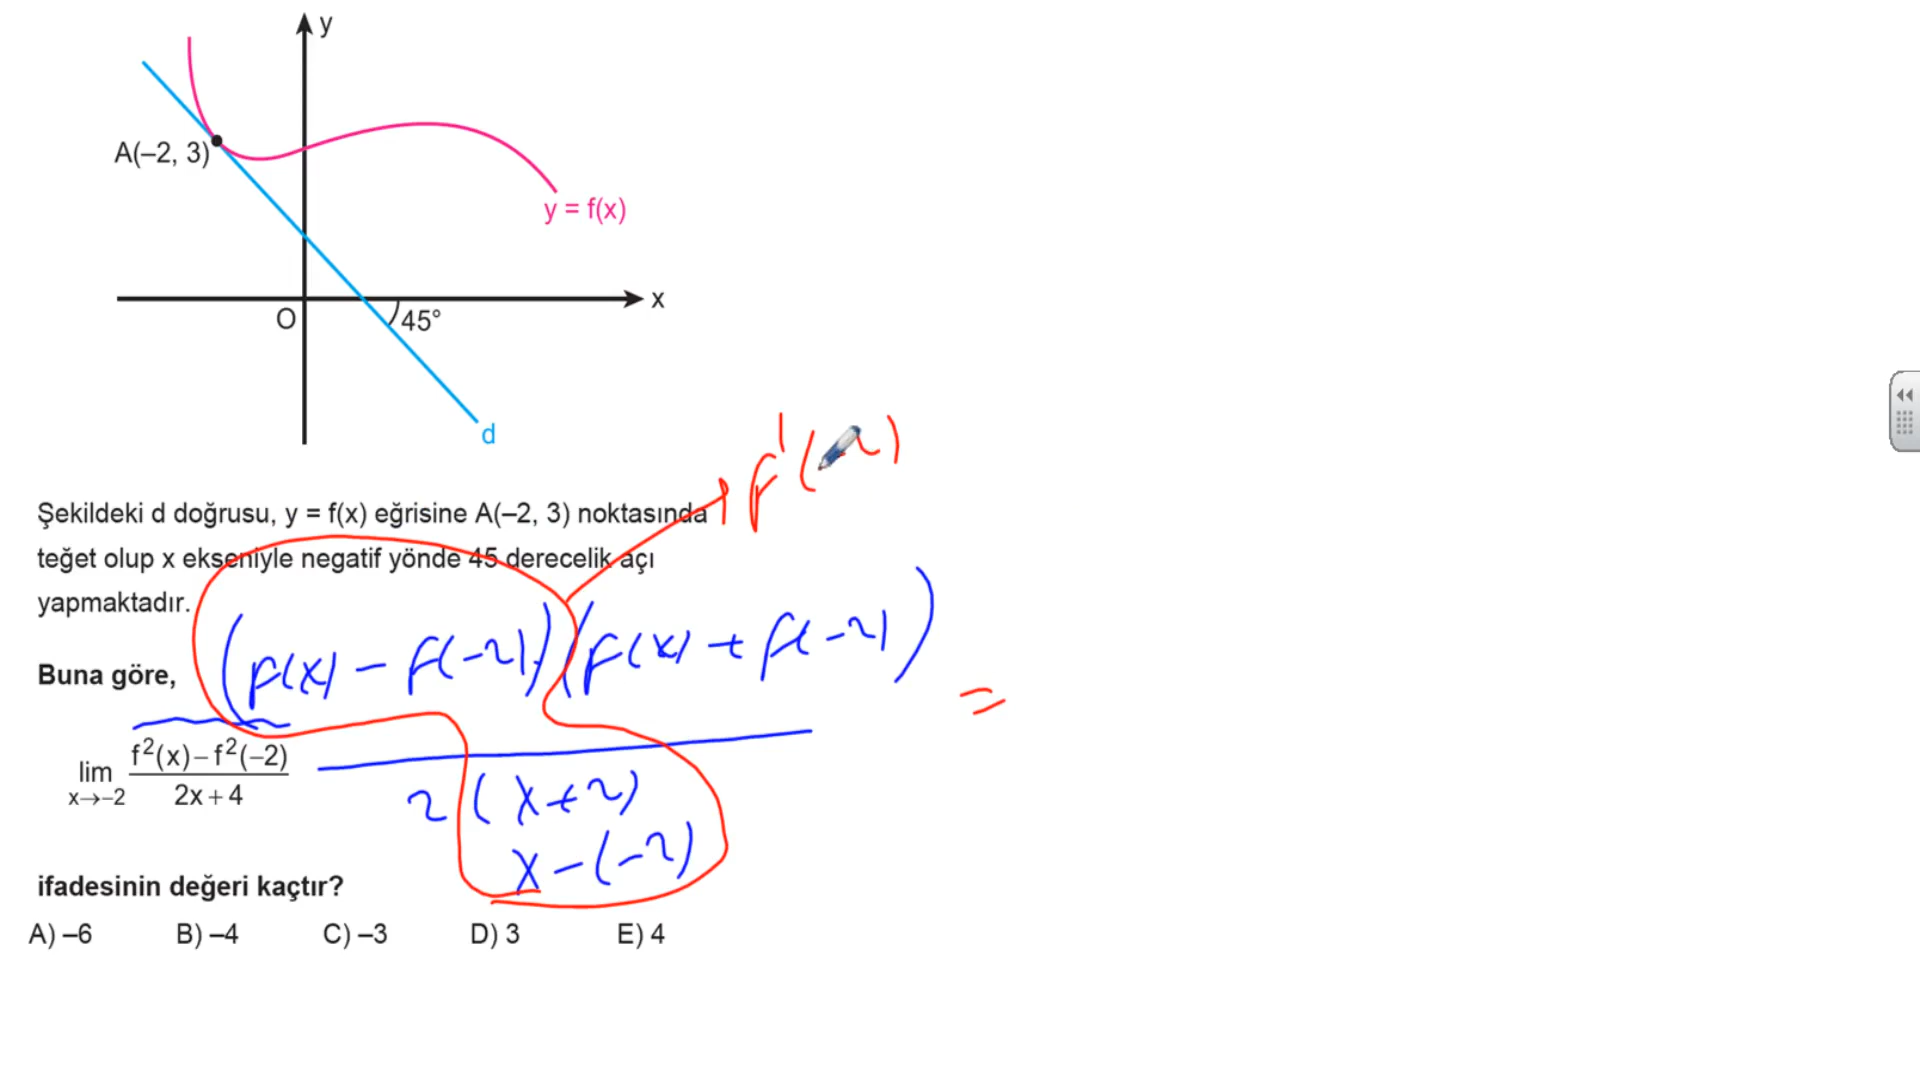 y
A(–2, 3)
y = f(x)
x
O
45°
d
f'(-2)
Şekildeki d doğrusu, y = f(x) eğrisine A(–2, 3) noktasında
teğet olup x ekseniyle negatif yönde 45 derecelik açı
yapmaktadır.
(f(x) - f(-2)) (f(x) + f(-2)) =
Buna göre,
lim x→–2 f²(x) – f²(–2) / 2x + 4
2 (x+2)
x-(-2)
ifadesinin değeri kaçtır?
A) –6 B) –4 C) –3 D) 3 E) 4